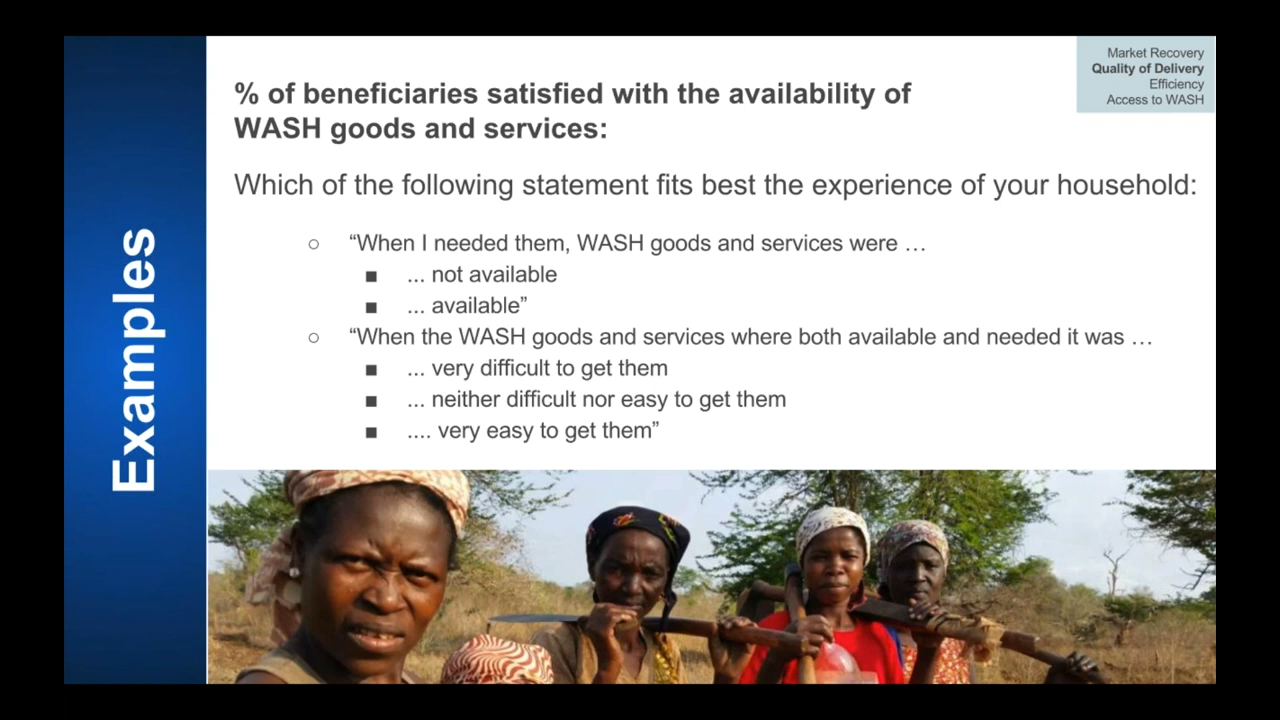 Examples
Market Recovery
Quality of Delivery
Efficiency
Access to WASH
% of beneficiaries satisfied with the availability of
WASH goods and services:
Which of the following statement fits best the experience of your household:
○ “When I needed them, WASH goods and services were …
■ ... not available
■ ... available”
○ “When the WASH goods and services where both available and needed it was …
■ ... very difficult to get them
■ ... neither difficult nor easy to get them
■ .... very easy to get them”